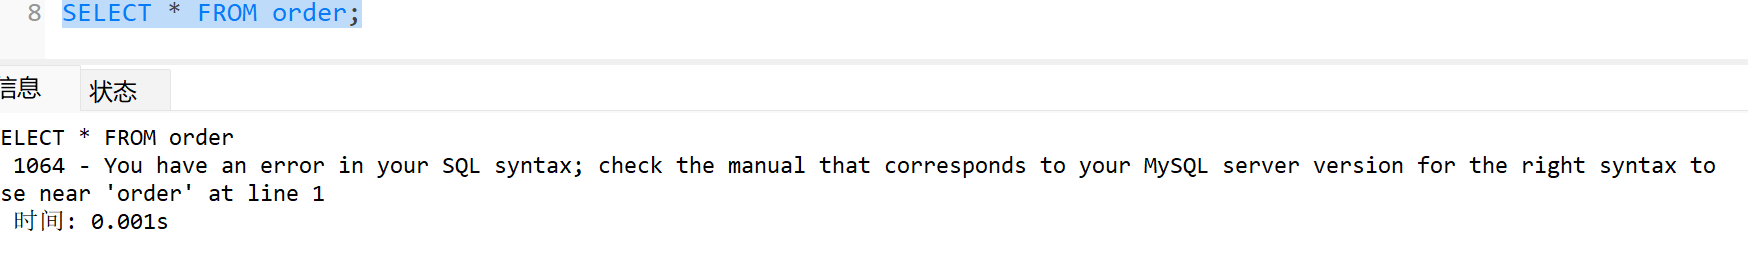 8 SELECT * FROM order;
信息 状态
ELECT * FROM order
1064 - You have an error in your SQL syntax; check the manual that corresponds to your MySQL server version for the right syntax to
se near 'order' at line 1
时间: 0.001s